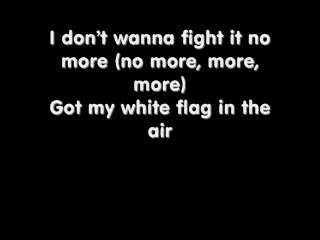 I don't wanna fight it no
more (no more, more,
more)
Got my white flag in the
air